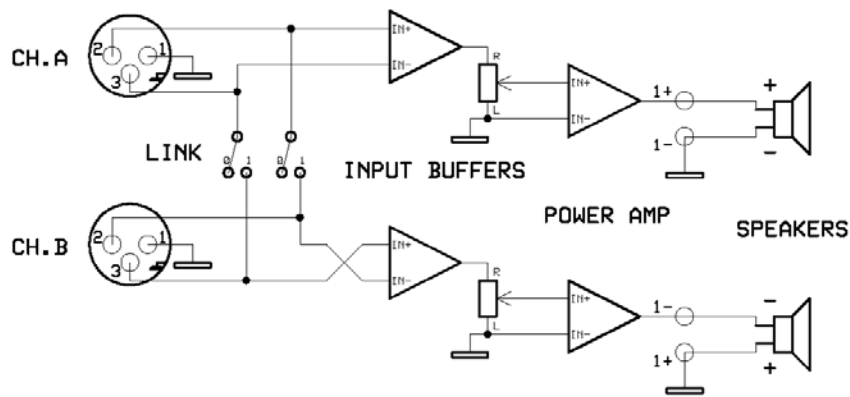 CH.A
2
1
3
IN+
IN-
R
L
IN+
IN-
1+
1-
+
-
LINK
0
1
0
1
INPUT BUFFERS
POWER AMP
SPEAKERS
CH.B
2
1
3
IN+
IN-
R
L
IN+
IN-
1-
1+
-
+